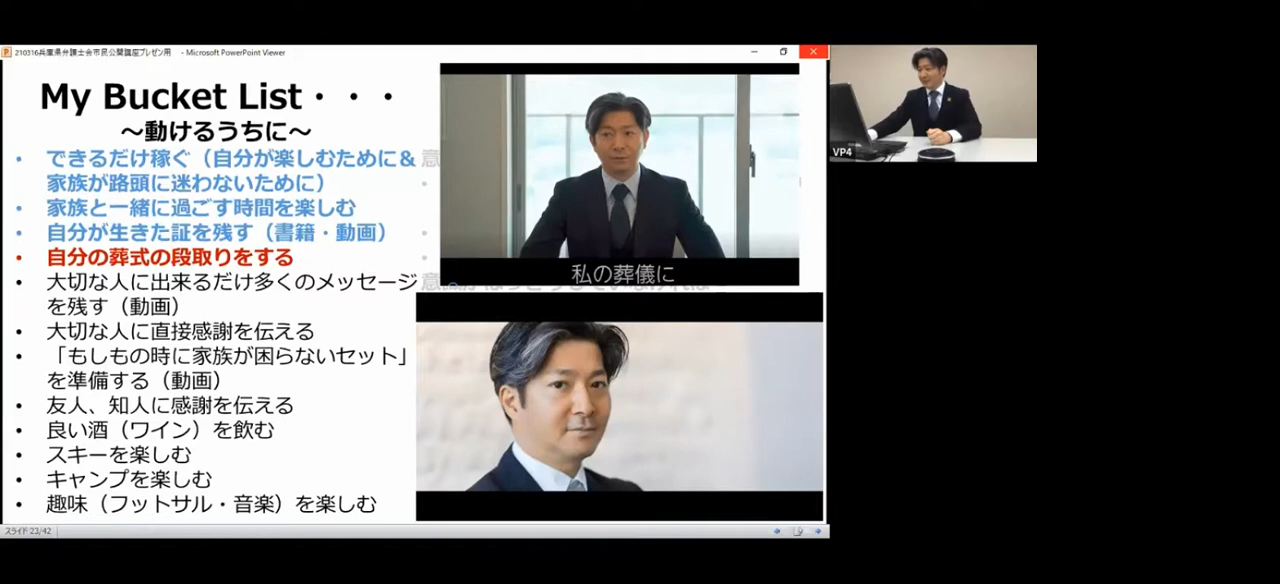 210316兵庫県弁護士会市民公開講座プレゼン用 - Microsoft PowerPoint Viewer
My Bucket List・・・
～動けるうちに～
• できるだけ稼ぐ（自分が楽しむために＆
家族が路頭に迷わないために）
• 家族と一緒に過ごす時間を楽しむ
• 自分が生きた証を残す（書籍・動画）
• 自分の葬式の段取りをする
• 大切な人に出来るだけ多くのメッセージ
を残す（動画）
• 大切な人に直接感謝を伝える
• 「もしもの時に家族が困らないセット」
を準備する（動画）
• 友人、知人に感謝を伝える
• 良い酒（ワイン）を飲む
• スキーを楽しむ
• キャンプを楽しむ
• 趣味（フットサル・音楽）を楽しむ
意
私の葬儀に
VP4
スライド 23/42